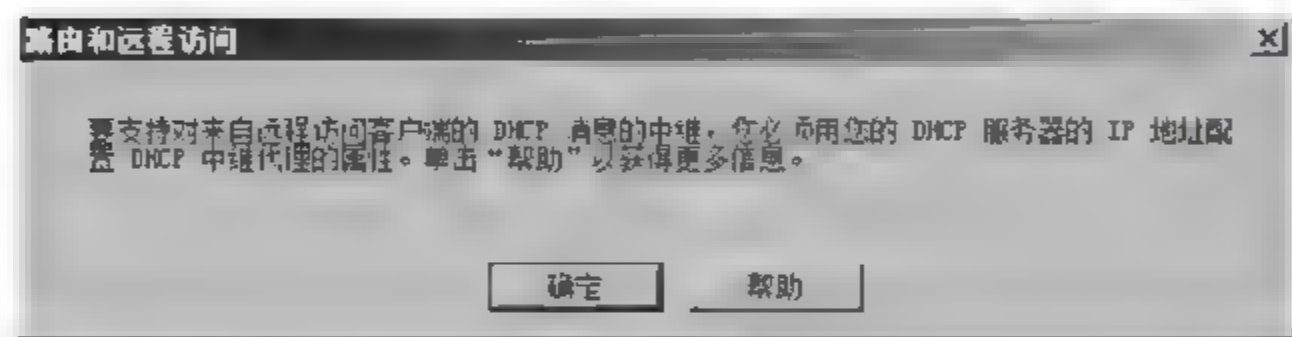 路由和远程访问
要支持对来自远程访问客户端的 DHCP 消息的中继，您必须用您的 DHCP 服务器的 IP 地址配
置 DHCP 中继代理的属性。单击“帮助”以获得更多信息。
确定
帮助